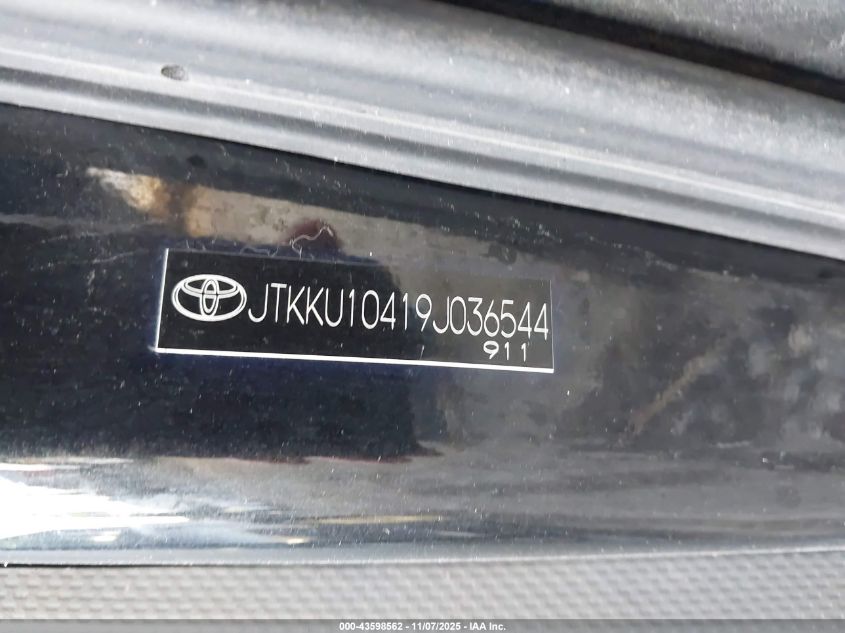 JTKKU10419J036544
911
000-43598562 — 11/07/2025 — IAA Inc.